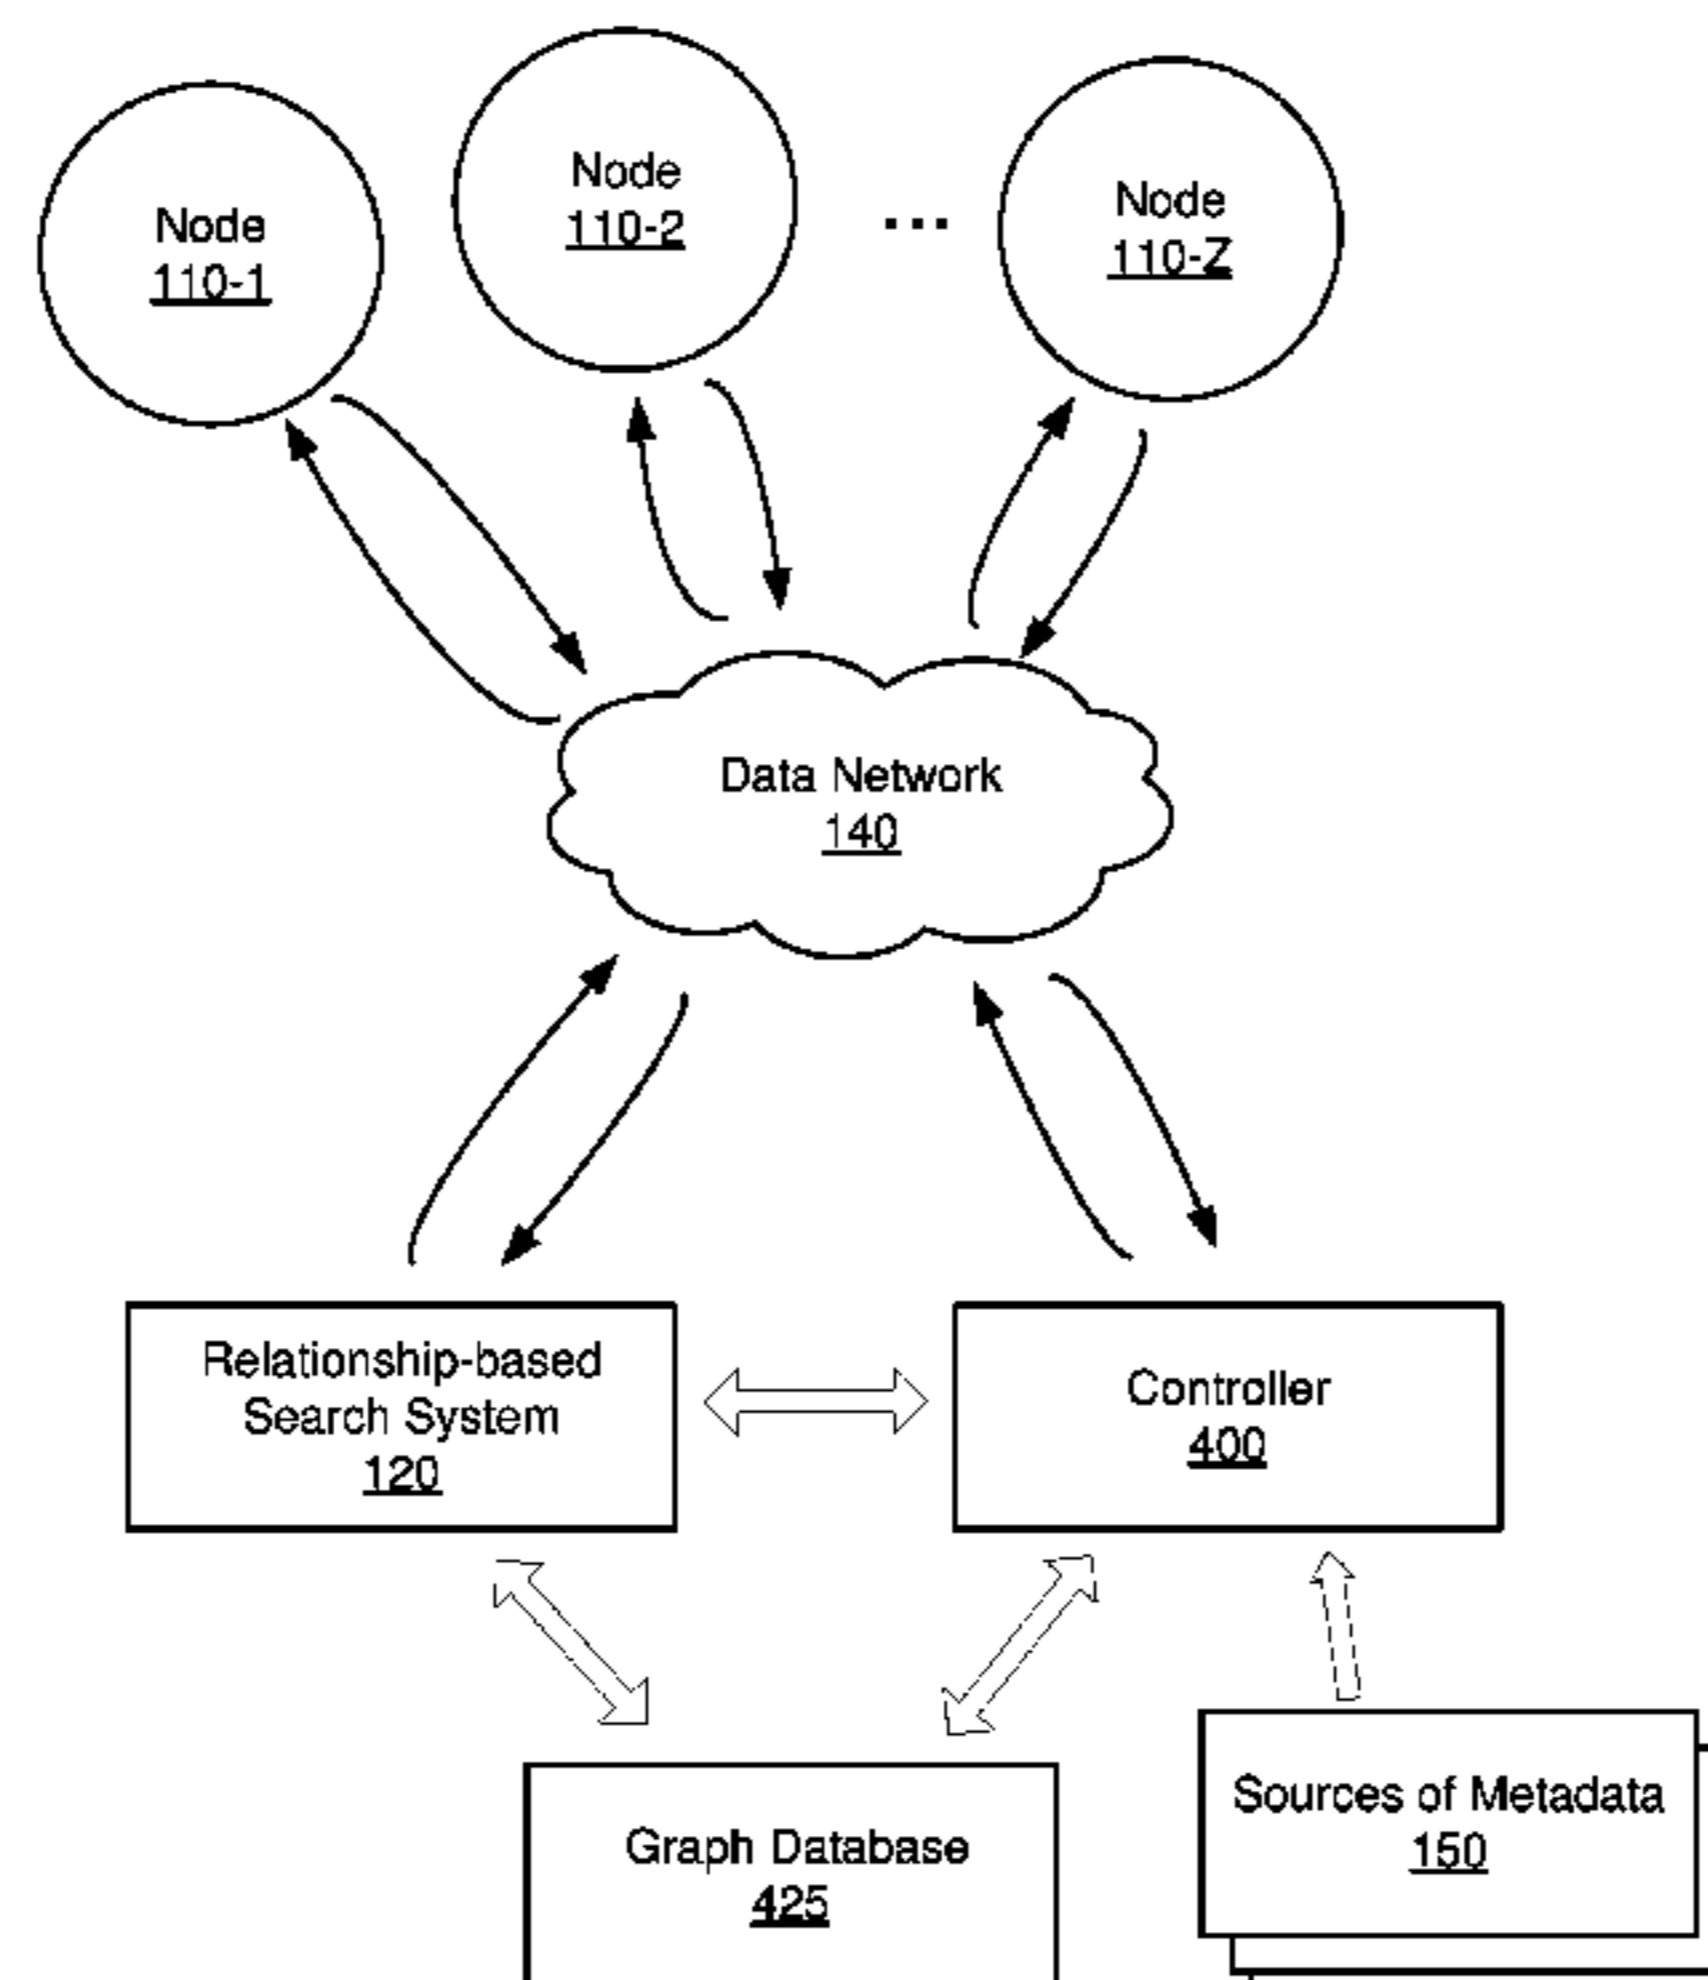 Node
110-1
Node
110-2
...
Node
110-Z
Data Network
140
Relationship-based
Search System
120
Controller
400
Graph Database
425
Sources of Metadata
150